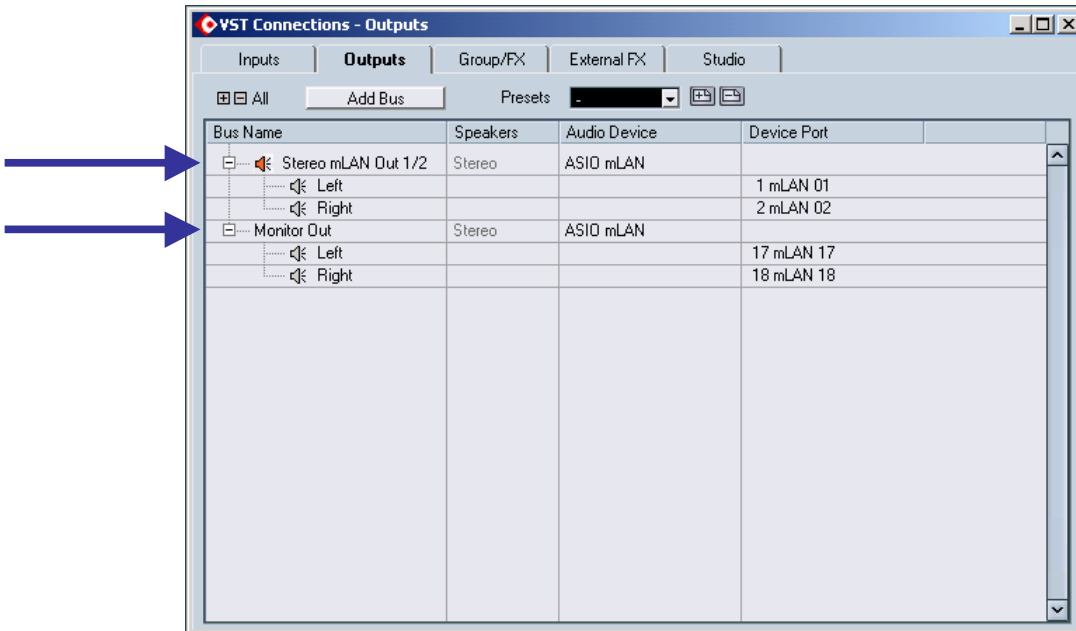 VST Connections - Outputs
Inputs Outputs Group/FX External FX Studio
All Add Bus Presets -
Bus Name Speakers Audio Device Device Port
Stereo mLAN Out 1/2 Stereo ASIO mLAN
Left 1 mLAN 01
Right 2 mLAN 02
Monitor Out Stereo ASIO mLAN
Left 17 mLAN 17
Right 18 mLAN 18